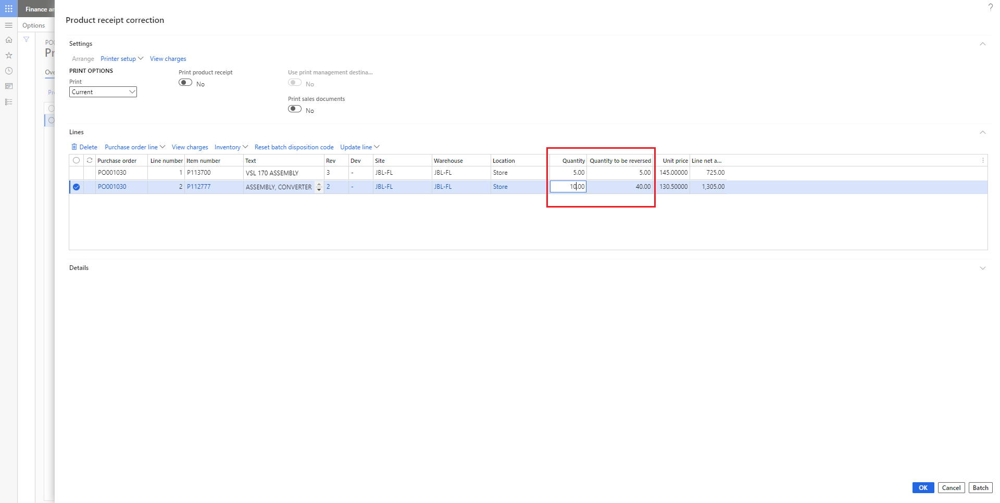 Finance an
?
Options
Product receipt correction
Settings
Arrange Printer setup View charges
PRINT OPTIONS
Print
Current
Print product receipt
No
Use print management destina...
No
Print sales documents
No
PO0
Pr
Ove
Pro
Lines
Delete Purchase order line View charges Inventory Reset batch disposition code Update line
Purchase order Line number Item number Text Rev Dev Site Warehouse Location Quantity Quantity to be reversed Unit price Line net a...
PO001030 1 P113700 VSL 170 ASSEMBLY 3 - JBL-FL JBL-FL Store 5.00 5.00 145.00000 725.00
PO001030 2 P112777 ASSEMBLY, CONVERTER 2 - JBL-FL JBL-FL Store 10.00 40.00 130.50000 1,305.00
Details
OK Cancel Batch